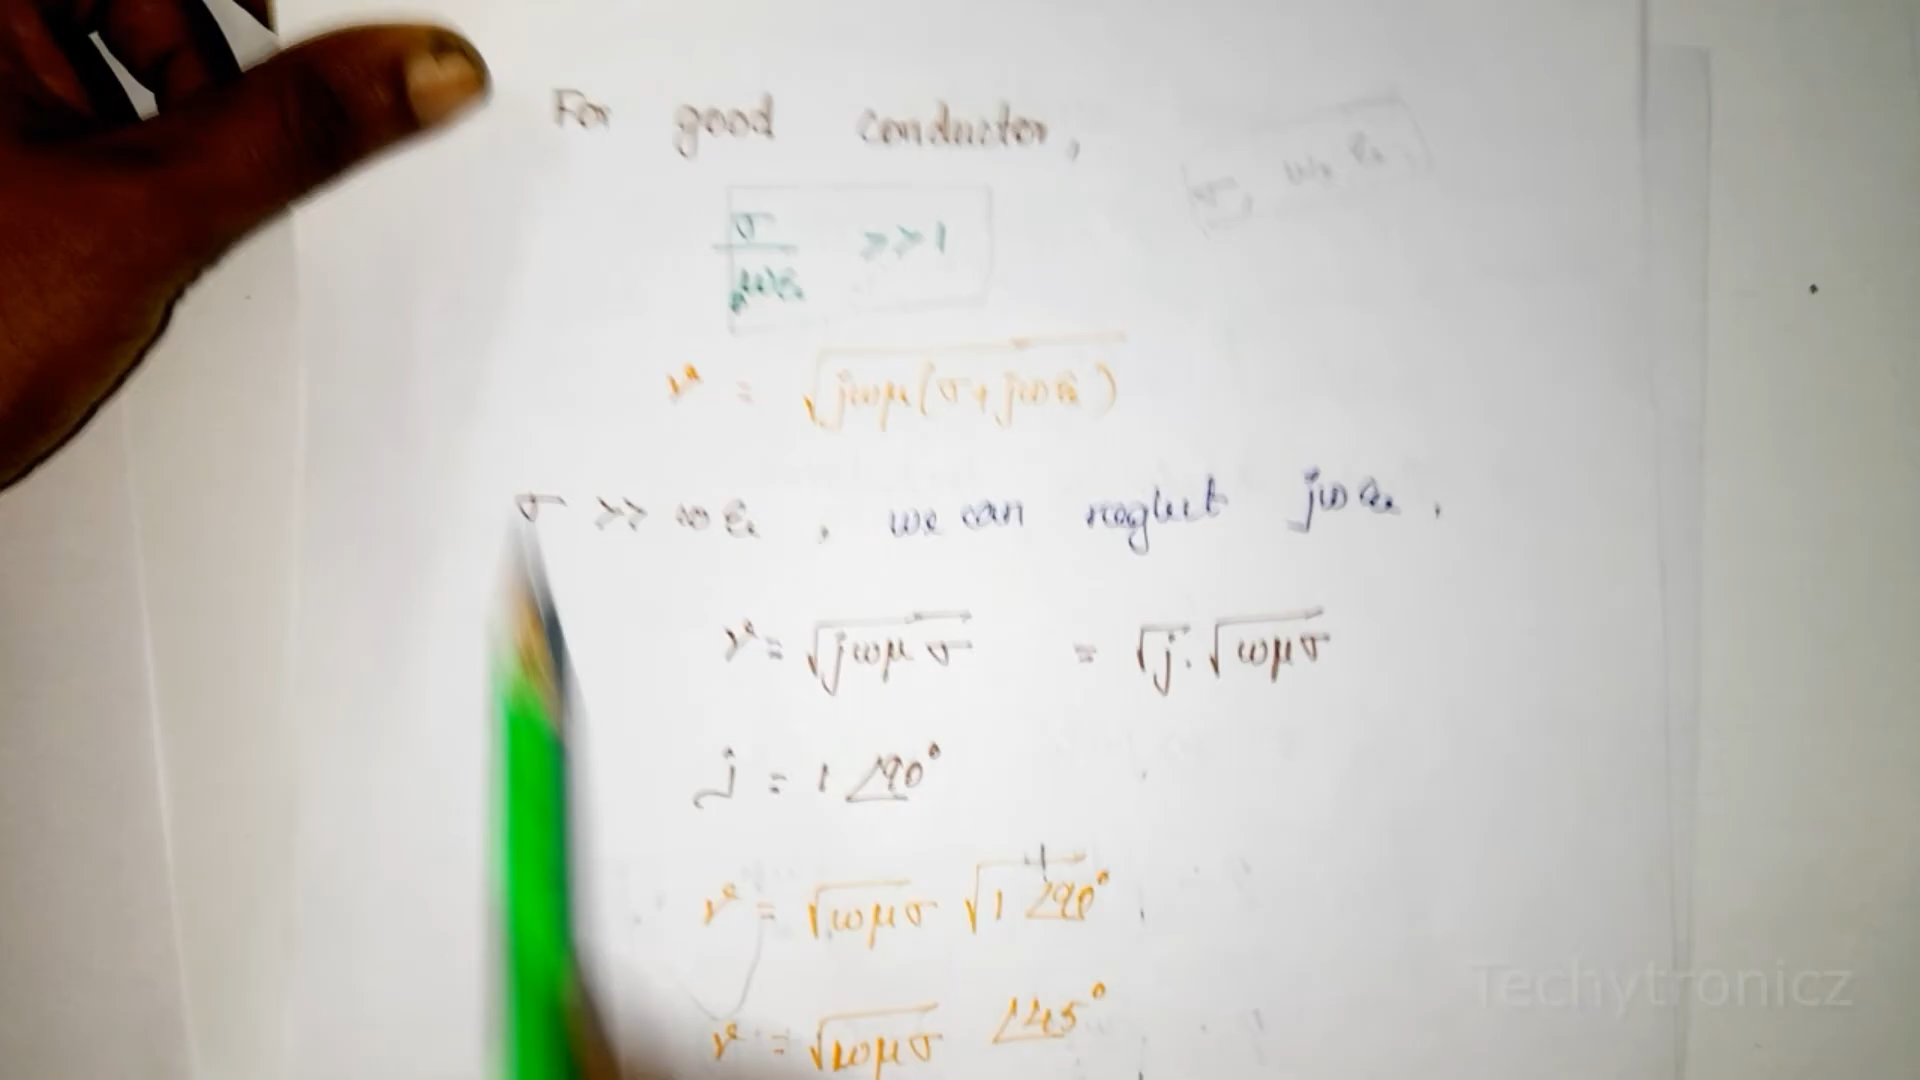 For good conductor,
σ/ωε >>1
γ = √jωμ(σ+jωε)
σ >> ωε, we can neglect jωε.
γ = √jωμσ = √j.√ωμσ
j = 1∠90°
γ = √ωμσ √1∠90°
γ = √ωμσ ∠45°
Techytronicz